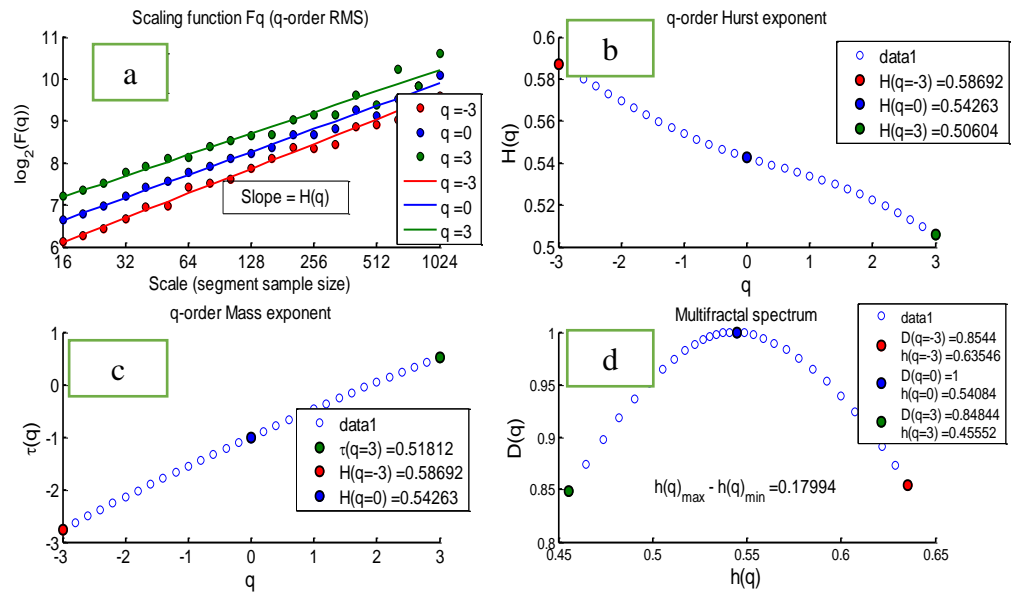 Scaling function Fq (q-order RMS)
a
log2(F(q))
11
10
9
8
7
6
16
32
64
128
256
512
1024
Scale (segment sample size)
Slope = H(q)
q =-3
q =0
q =3
q =-3
q =0
q =3
q-order Hurst exponent
b
H(q)
0.6
0.58
0.56
0.54
0.52
0.5
-3
-2
-1
0
1
2
3
q
data1
H(q=-3) =0.58692
H(q=0) =0.54263
H(q=3) =0.50604
q-order Mass exponent
c
τ(q)
1
0
-1
-2
-3
-3
-2
-1
0
1
2
3
q
data1
τ(q=3) =0.51812
H(q=-3) =0.58692
H(q=0) =0.54263
Multifractal spectrum
d
D(q)
1
0.95
0.9
0.85
0.8
0.45
0.5
0.55
0.6
0.65
h(q)
data1
D(q=-3) =0.8544
h(q=-3) =0.63546
D(q=0) =1
h(q=0) =0.54084
D(q=3) =0.84844
h(q=3) =0.45552
h(q)max - h(q)min =0.17994